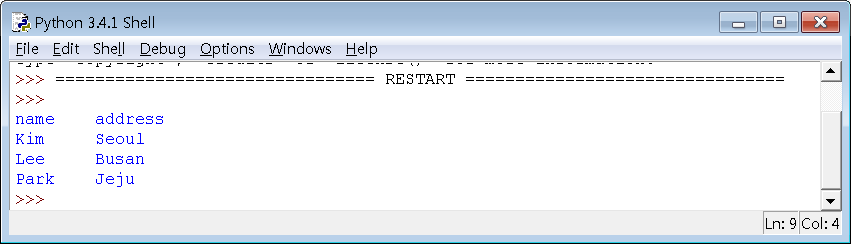 Python 3.4.1 Shell
File Edit Shell Debug Options Windows Help
>>> ================================ RESTART ================================
>>>
name    address
Kim     Seoul
Lee     Busan
Park    Jeju
>>>
Ln: 9 Col: 4